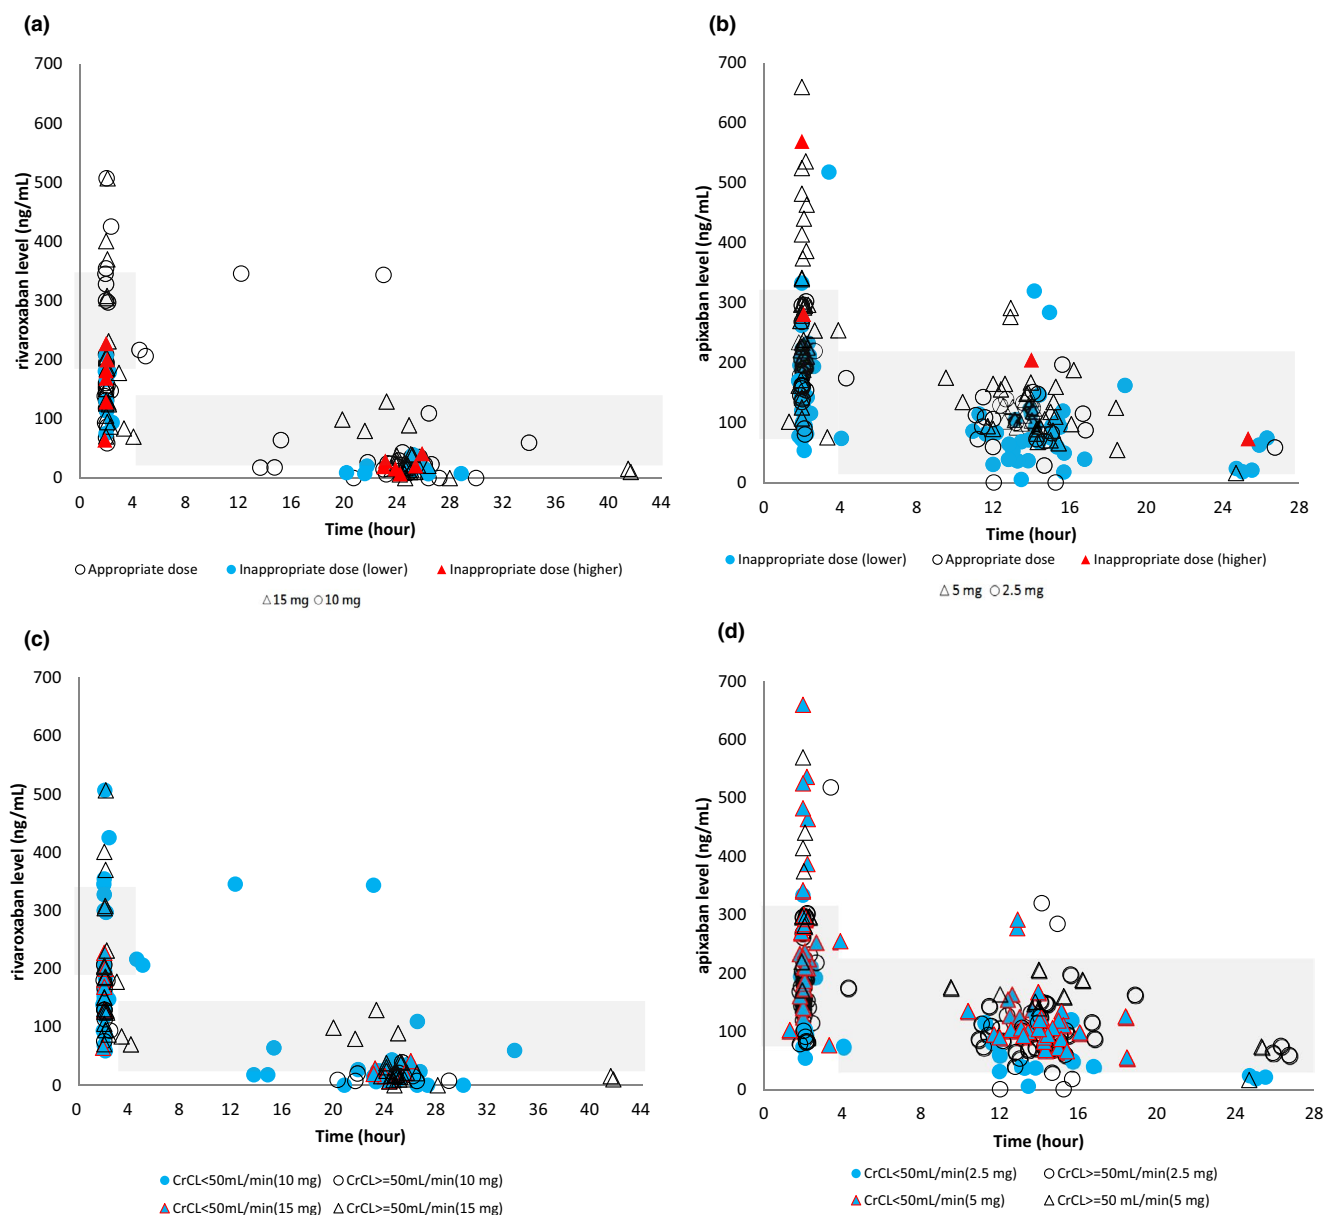 (a)
rivaroxaban level (ng/mL)
700
600
500
400
300
200
100
0
0 4 8 12 16 20 24 28 32 36 40 44
Time (hour)
Appropriate dose Inappropriate dose (lower) Inappropriate dose (higher)
15 mg 10 mg
(b)
apixaban level (ng/mL)
700
600
500
400
300
200
100
0
0 4 8 12 16 20 24 28
Time (hour)
Inappropriate dose (lower) Appropriate dose Inappropriate dose (higher)
5 mg 2.5 mg
(c)
rivaroxaban level (ng/mL)
700
600
500
400
300
200
100
0
0 4 8 12 16 20 24 28 32 36 40 44
Time (hour)
CrCL<50mL/min(10 mg) CrCL>=50mL/min(10 mg)
CrCL<50mL/min(15 mg) CrCL>=50mL/min(15 mg)
(d)
apixaban level (ng/mL)
700
600
500
400
300
200
100
0
0 4 8 12 16 20 24 28
Time (hour)
CrCL<50mL/min(2.5 mg) CrCL>=50mL/min(2.5 mg)
CrCL<50mL/min(5 mg) CrCL>=50 mL/min(5 mg)